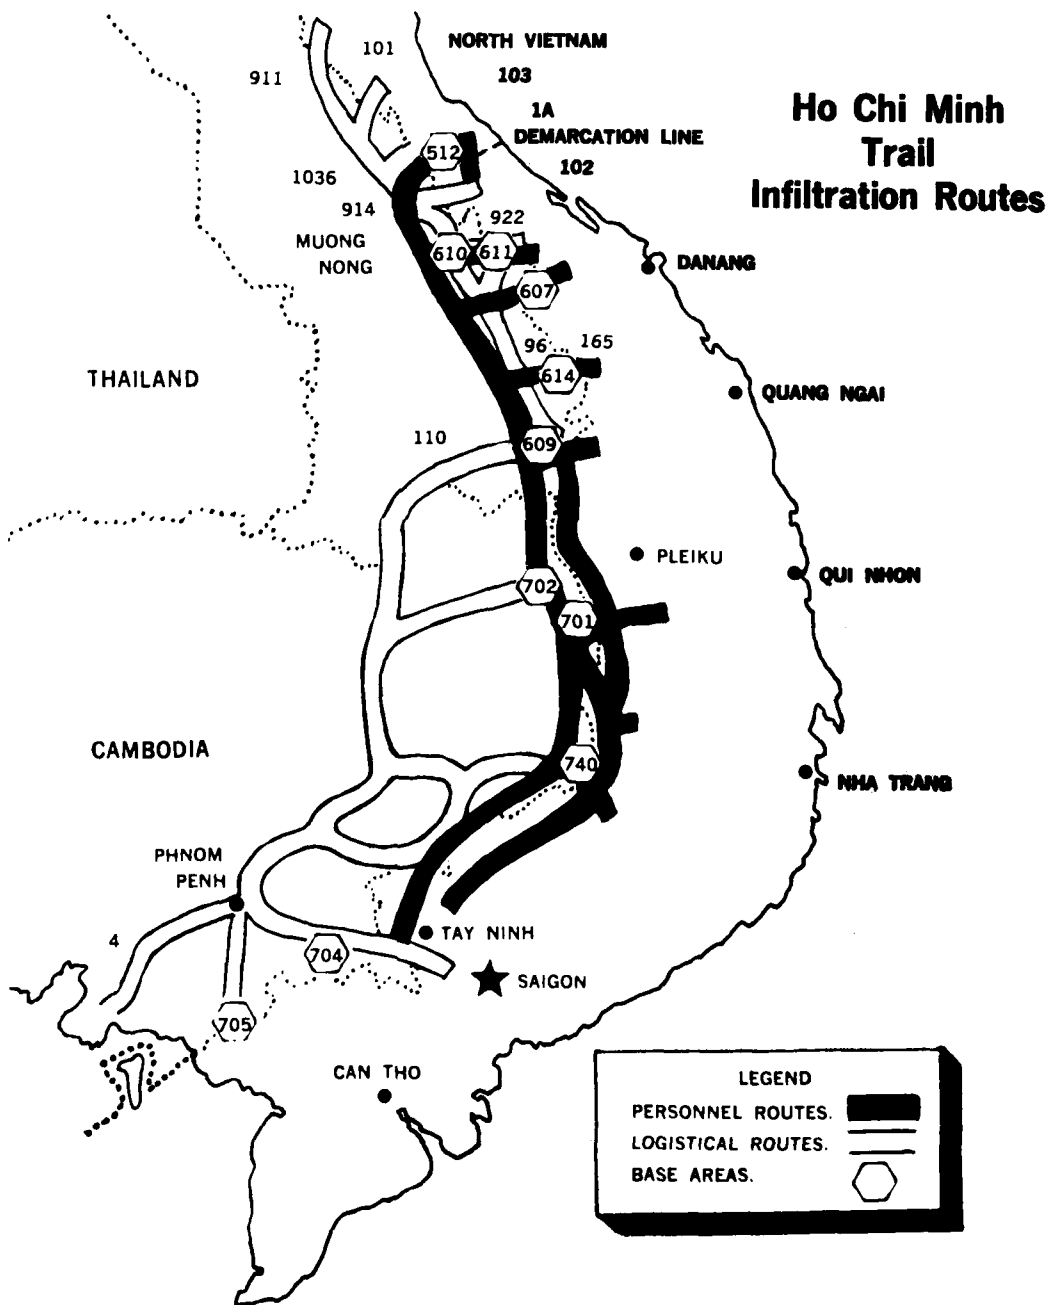 101
NORTH VIETNAM
911
103
1A
DEMARCATION LINE
512
102
Ho Chi Minh
Trail
Infiltration Routes
1036
914
922
MUONG
NONG
610
611
DANANG
607
96
165
THAILAND
614
QUANG NGAI
110
609
PLEIKU
QUI NHON
702
701
CAMBODIA
740
NHA TRANG
PHNOM
PENH
4
TAY NINH
704
SAIGON
705
CAN THO
LEGEND
PERSONNEL ROUTES.
LOGISTICAL ROUTES.
BASE AREAS.